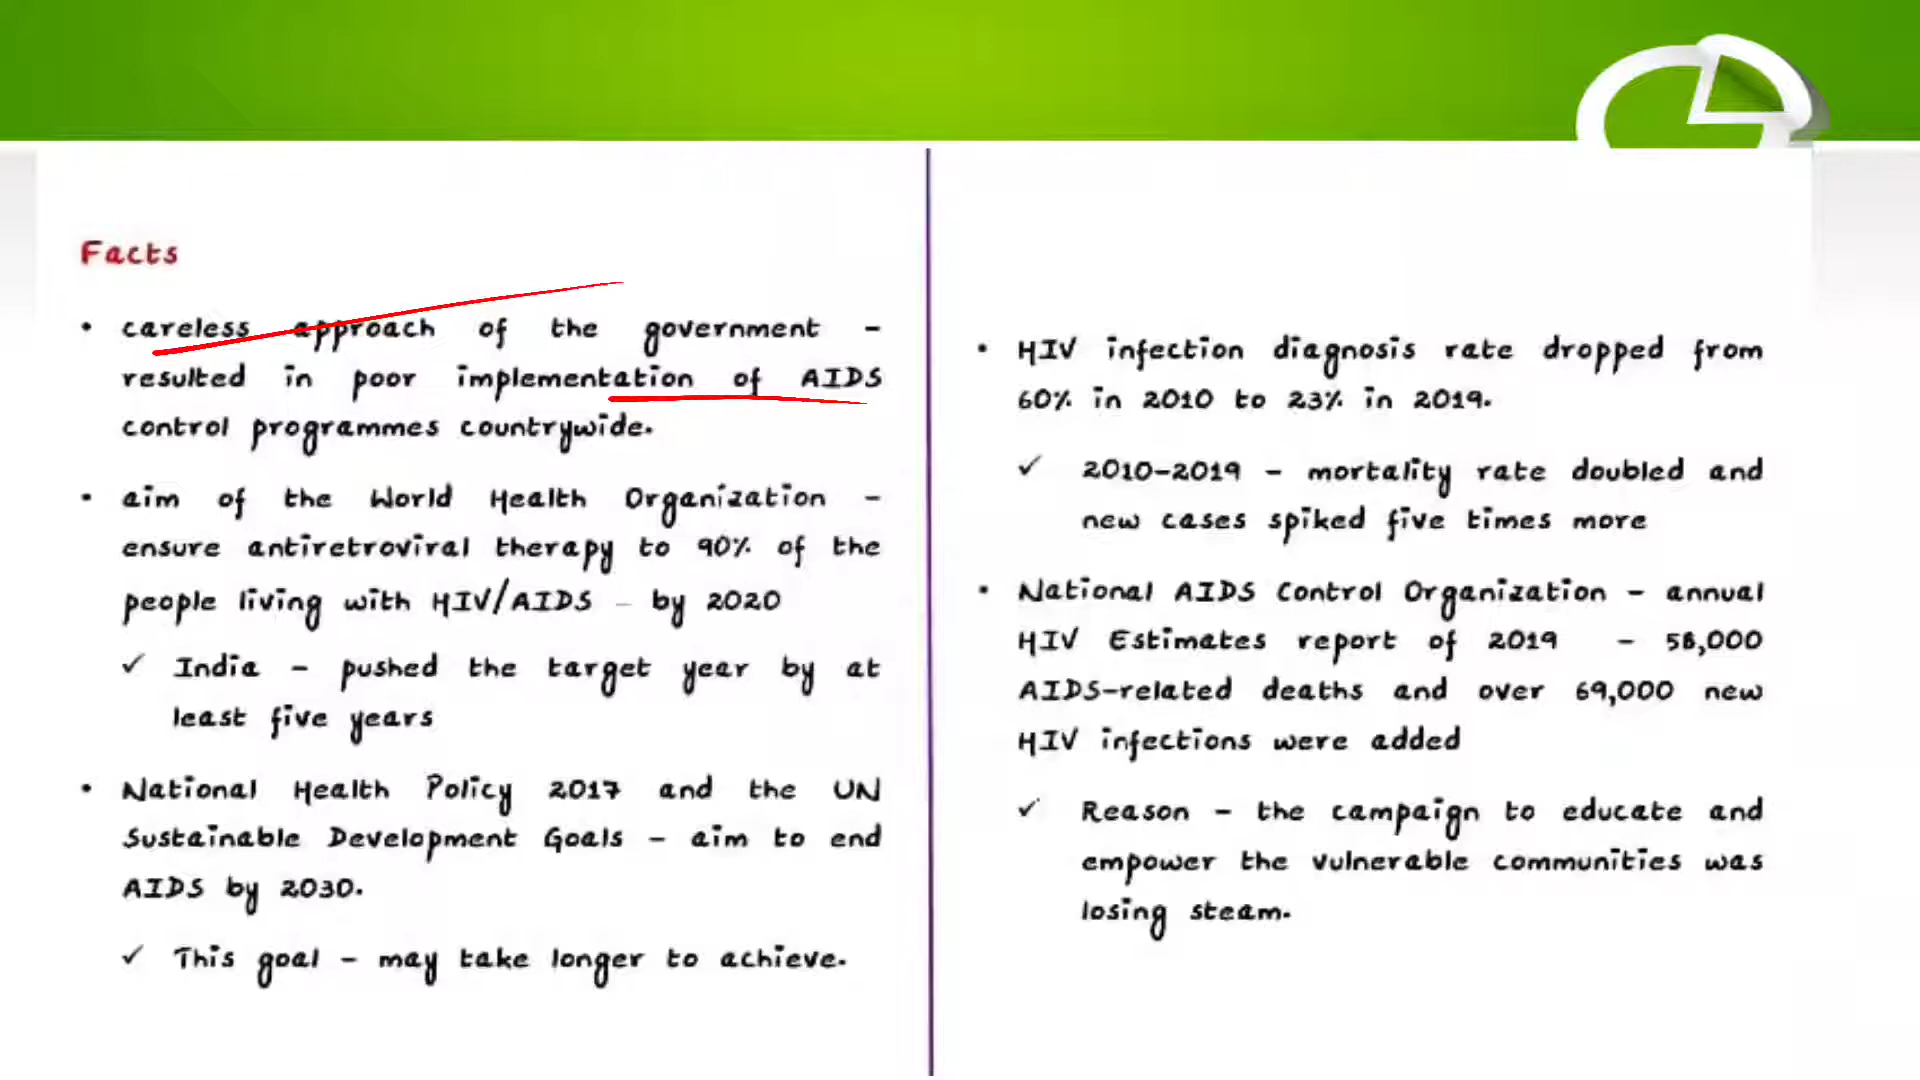 Facts
• careless approach of the government –
resulted in poor implementation of AIDS
control programmes countrywide.
• aim of the World Health Organization –
ensure antiretroviral therapy to 90% of the
people living with HIV/AIDS – by 2020
✓ India – pushed the target year by at
least five years
• National Health Policy 2017 and the UN
Sustainable Development Goals – aim to end
AIDS by 2030.
✓ This goal – may take longer to achieve.
• HIV infection diagnosis rate dropped from
60% in 2010 to 23% in 2019.
✓ 2010-2019 – mortality rate doubled and
new cases spiked five times more
• National AIDS Control Organization – annual
HIV Estimates report of 2019 – 58,000
AIDS-related deaths and over 69,000 new
HIV infections were added
✓ Reason – the campaign to educate and
empower the vulnerable communities was
losing steam.